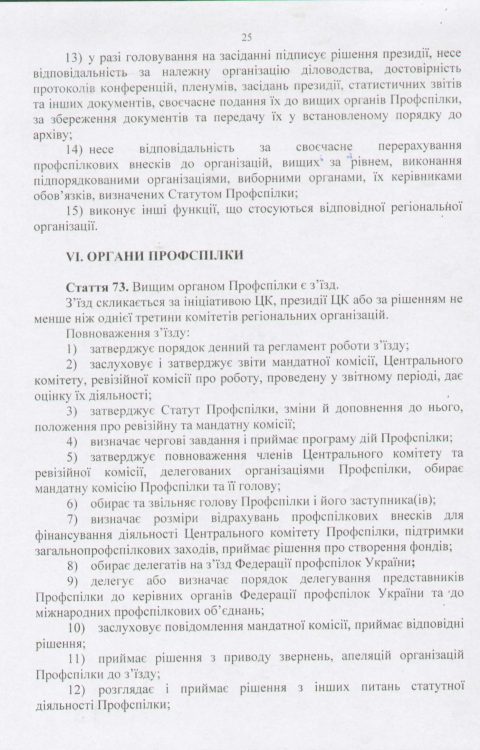 25
13) у разі головування на засіданні підписує рішення президії, несе
відповідальність за належну організацію діловодства, достовірність
протоколів конференцій, пленумів, засідань президії, статистичних звітів
та інших документів, своєчасне подання їх до вищих органів Профспілки,
за збереження документів та передачу їх у встановленому порядку до
архіву;
14) несе відповідальність за своєчасне перерахування
профспілкових внесків до організацій, вищих за рівнем, виконання
підпорядкованими організаціями, виборними органами, їх керівниками
обов’язків, визначених Статутом Профспілки;
15) виконує інші функції, що стосуються відповідної регіональної
організації.
VI. ОРГАНИ ПРОФСПІЛКИ
Стаття 73. Вищим органом Профспілки є з’їзд.
З’їзд скликається за ініціативою ЦК, президії ЦК або за рішенням не
менше ніж однієї третини комітетів регіональних організацій.
Повноваження з’їзду:
1) затверджує порядок денний та регламент роботи з’їзду;
2) заслуховує і затверджує звіти мандатної комісії, Центрального
комітету, ревізійної комісії про роботу, проведену у звітному періоді, дає
оцінку їх діяльності;
3) затверджує Статут Профспілки, зміни й доповнення до нього,
положення про ревізійну та мандатну комісії;
4) визначає чергові завдання і приймає програму дій Профспілки;
5) затверджує повноваження членів Центрального комітету та
ревізійної комісії, делегованих організаціями Профспілки, обирає
мандатну комісію Профспілки та її голову;
6) обирає та звільняє голову Профспілки і його заступника(ів);
7) визначає розміри відрахувань профспілкових внесків для
фінансування діяльності Центрального комітету Профспілки, підтримки
загальнопрофспілкових заходів, приймає рішення про створення фондів;
8) обирає делегатів на з’їзд Федерації профспілок України;
9) делегує або визначає порядок делегування представників
Профспілки до керівних органів Федерації профспілок України та до
міжнародних профспілкових об’єднань;
10) заслуховує повідомлення мандатної комісії, приймає відповідні
рішення;
11) приймає рішення з приводу звернень, апеляцій організацій
Профспілки до з’їзду;
12) розглядає і приймає рішення з інших питань статутної
діяльності Профспілки;